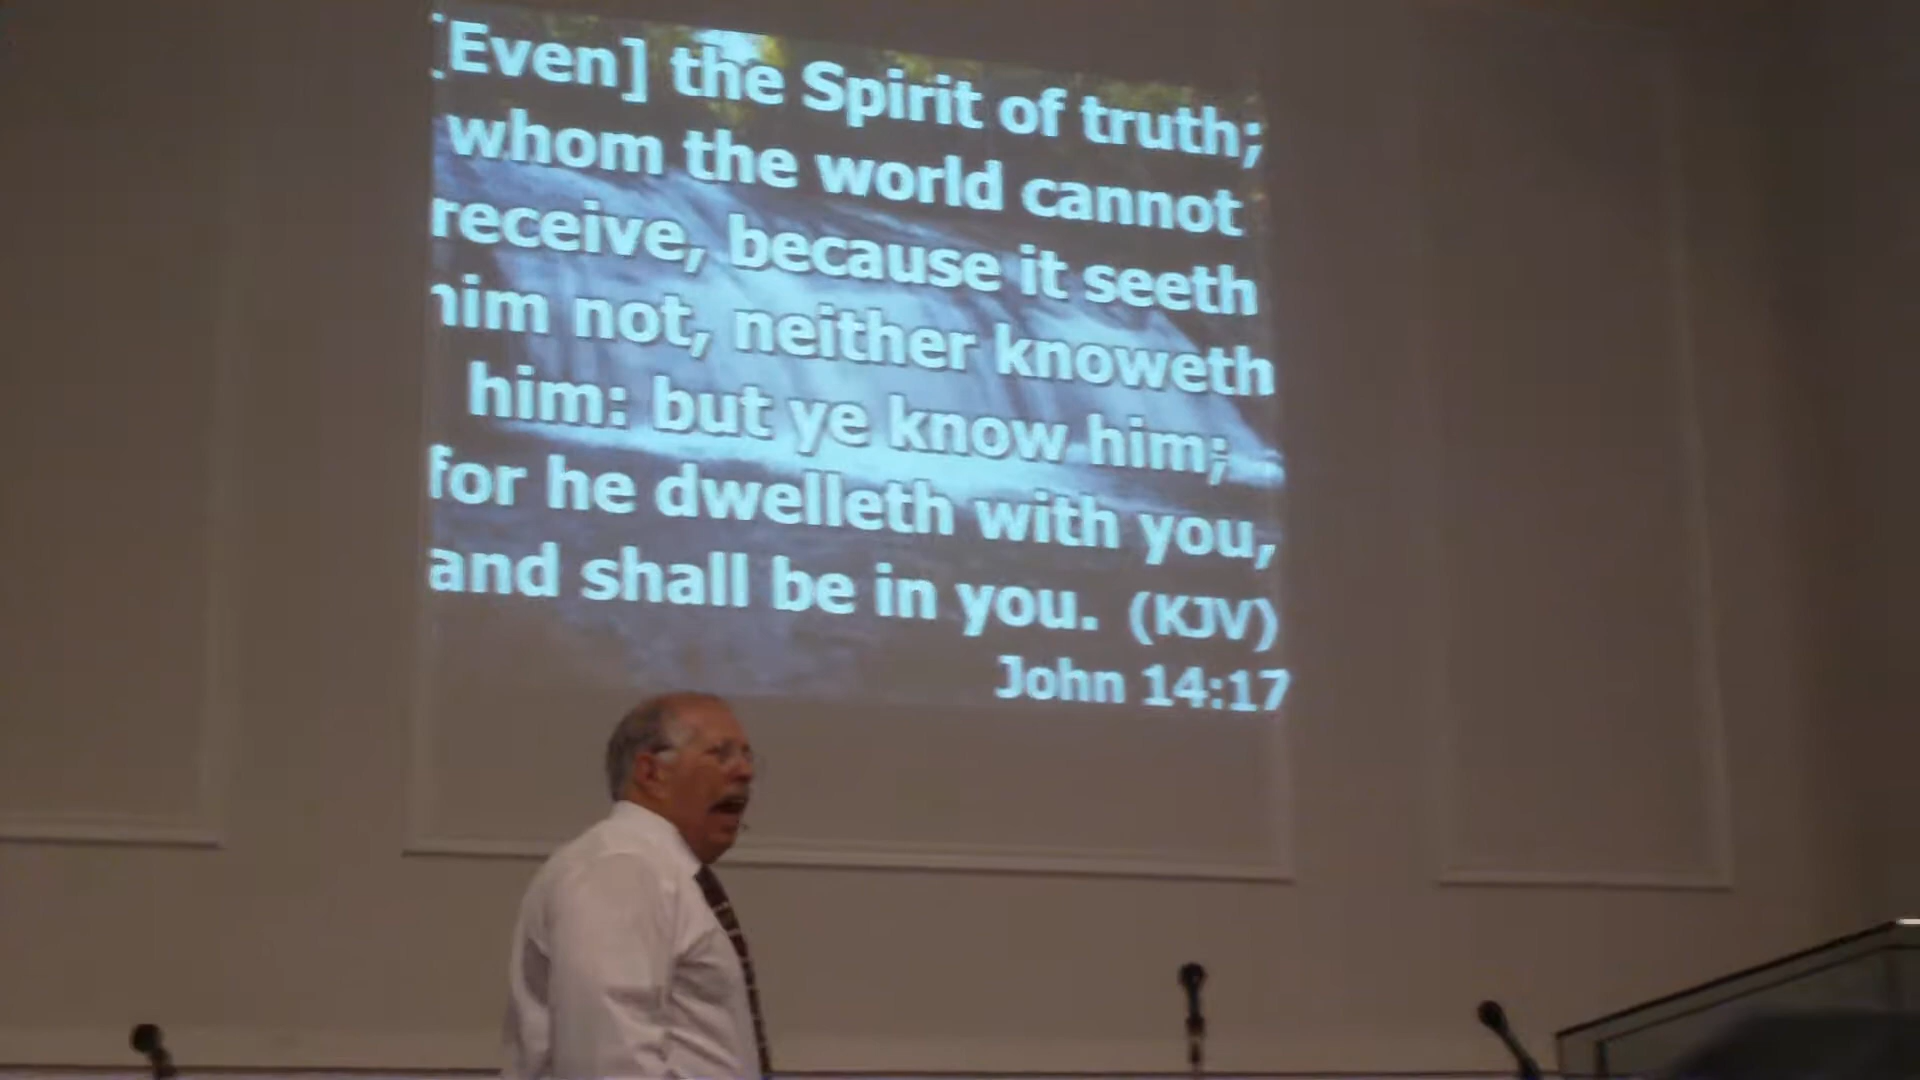 [Even] the Spirit of truth;
whom the world cannot
receive, because it seeth
him not, neither knoweth
him: but ye know him;
for he dwelleth with you,
and shall be in you. (KJV)
John 14:17